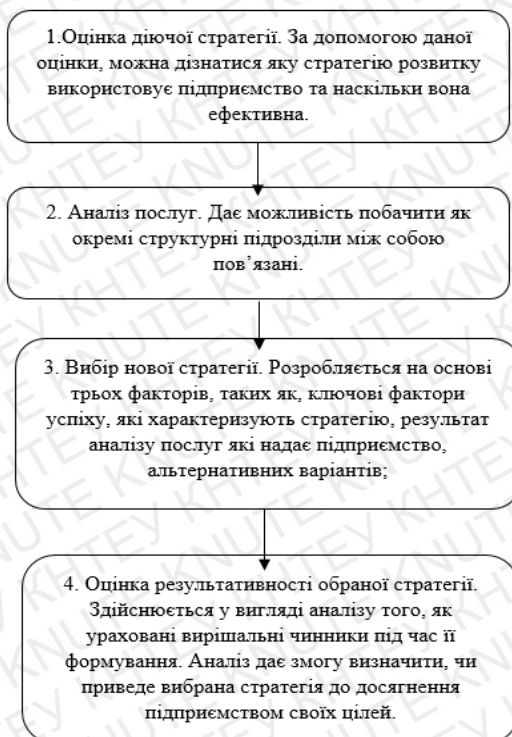 1.Оцінка діючої стратегії. За допомогою даної
оцінки, можна дізнатися яку стратегію розвитку
використовує підприємство та наскільки вона
ефективна.
2. Аналіз послуг. Дає можливість побачити як
окремі структурні підрозділи між собою
пов’язані.
3. Вибір нової стратегії. Розробляється на основі
трьох факторів, таких як, ключові фактори
успіху, які характеризують стратегію, результат
аналізу послуг які надає підприємство,
альтернативних варіантів;
4. Оцінка результативності обраної стратегії.
Здійснюється у вигляді аналізу того, як
ураховані вирішальні чинники під час її
формування. Аналіз дає змогу визначити, чи
приведе вибрана стратегія до досягнення
підприємством своїх цілей.